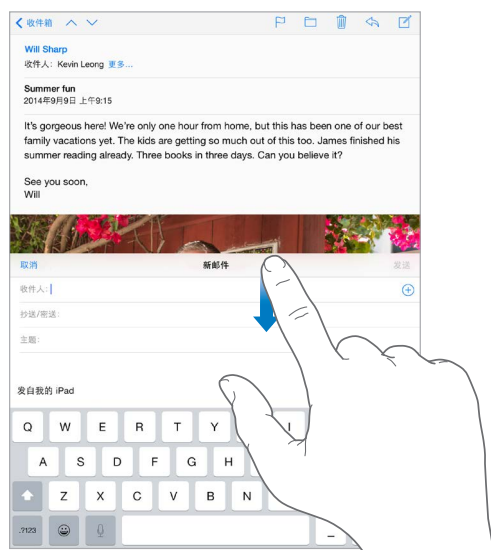 收件箱
Will Sharp
收件人： Kevin Leong 更多...
Summer fun
2014年9月9日 上午9:15
It's gorgeous here! We're only one hour from home, but this has been one of our best
family vacations yet. The kids are getting so much out of this too. James finished his
summer reading already. Three books in three days. Can you believe it?
See you soon,
Will
取消 新邮件 发送
收件人：
抄送/密送：
主题：
发自我的 iPad
Q W E R T Y I
A S D F G H
Z X C V B N
.?123